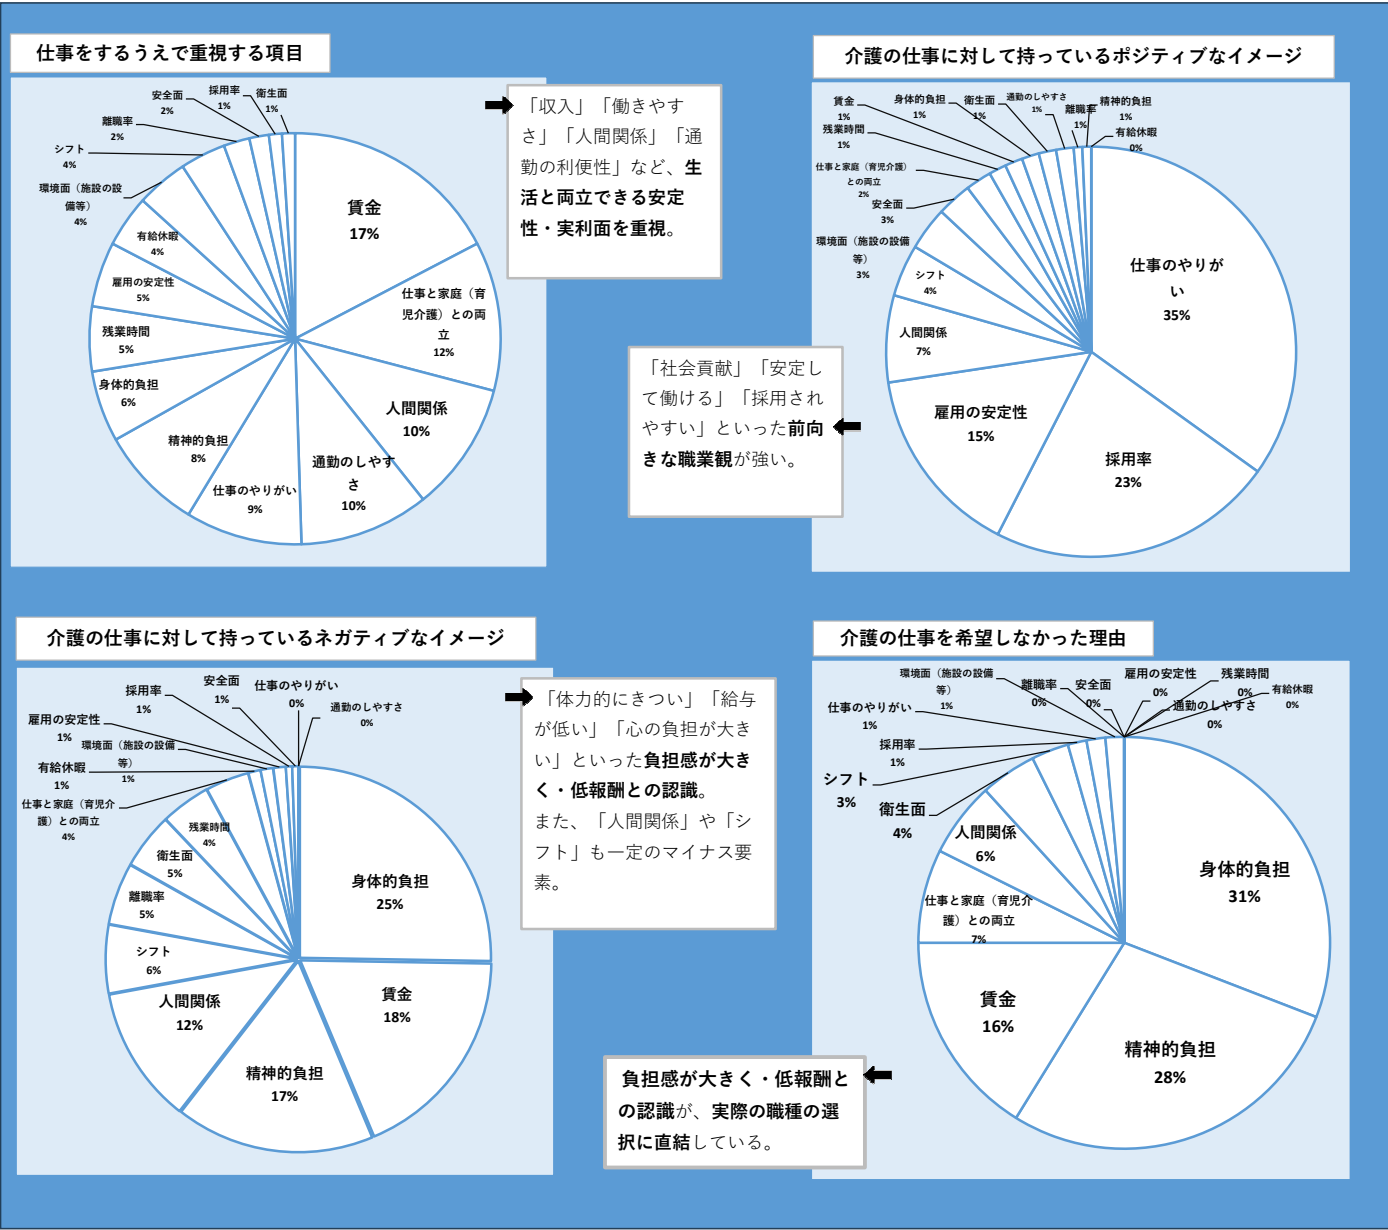 仕事をするうえで重視する項目
安全面
2%
採用率
1%
衛生面
1%
離職率
2%
シフト
4%
環境面（施設の設
備等）
4%
有給休暇
4%
雇用の安定性
5%
残業時間
5%
身体的負担
6%
精神的負担
8%
仕事のやりがい
9%
通勤のしやす
さ
10%
人間関係
10%
仕事と家庭（育
児介護）との両
立
12%
賃金
17%
「収入」「働きやす
さ」「人間関係」「通
勤の利便性」など、生
活と両立できる安定
性・実利面を重視。
介護の仕事に対して持っているポジティブなイメージ
賃金
1%
身体的負担
1%
衛生面
1%
通勤のしやすさ
1%
離職率
1%
精神的負担
1%
有給休暇
0%
残業時間
1%
仕事と家庭（育児介護）
との両立
2%
安全面
3%
環境面（施設の設備
等）
3%
シフト
4%
人間関係
7%
雇用の安定性
15%
採用率
23%
仕事のやりが
い
35%
「社会貢献」「安定し
て働ける」「採用され
やすい」といった前向
きな職業観が強い。
介護の仕事に対して持っているネガティブなイメージ
安全面
1%
仕事のやりがい
0%
通勤のしやすさ
0%
採用率
1%
雇用の安定性
1%
環境面（施設の設備
等）
1%
有給休暇
1%
仕事と家庭（育児介
護）との両立
4%
残業時間
4%
衛生面
5%
離職率
5%
シフト
6%
人間関係
12%
精神的負担
17%
賃金
18%
身体的負担
25%
「体力的にきつい」「給与
が低い」「心の負担が大き
い」といった負担感が大き
く・低報酬との認識。
また、「人間関係」や「シ
フト」も一定のマイナス要
素。
介護の仕事を希望しなかった理由
環境面（施設の設備
等）
1%
離職率
0%
安全面
0%
雇用の安定性
0%
残業時間
0%
有給休暇
0%
通勤のしやすさ
0%
仕事のやりがい
1%
採用率
1%
シフト
3%
衛生面
4%
人間関係
6%
仕事と家庭（育児介
護）との両立
7%
賃金
16%
精神的負担
28%
身体的負担
31%
負担感が大きく・低報酬と
の認識が、実際の職種の選
択に直結している。